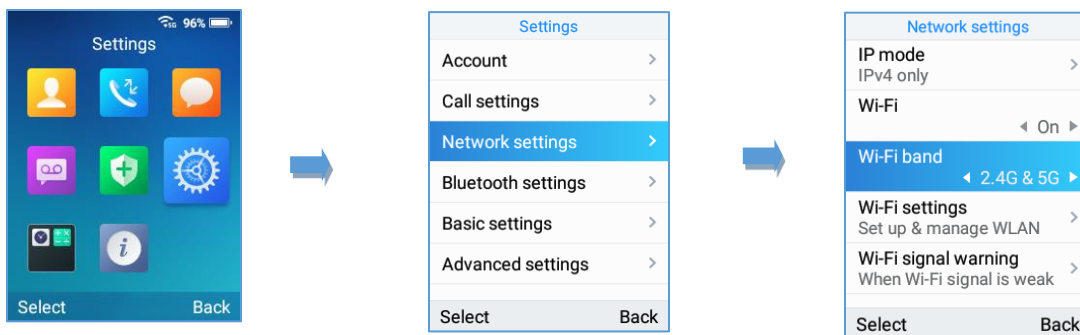 5G 96%
Settings
Select Back
Settings
Account
Call settings
Network settings
Bluetooth settings
Basic settings
Advanced settings
Select Back
Network settings
IP mode
IPv4 only
Wi-Fi
On
Wi-Fi band
2.4G & 5G
Wi-Fi settings
Set up & manage WLAN
Wi-Fi signal warning
When Wi-Fi signal is weak
Select Back